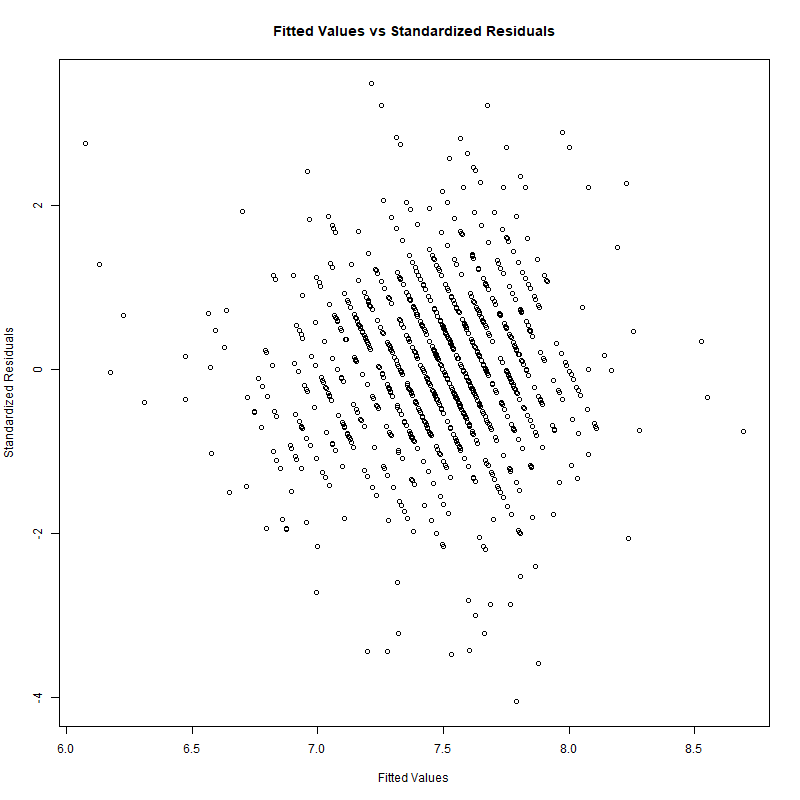 Fitted Values vs Standardized Residuals
Standardized Residuals
2
0
-2
-4
6.0 6.5 7.0 7.5 8.0 8.5
Fitted Values